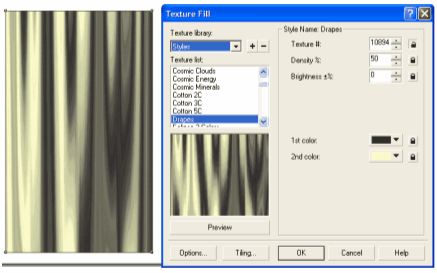 Texture Fill
Texture library:
Styles
Texture list:
Cosmic Clouds
Cosmic Energy
Cosmic Minerals
Cotton 2C
Cotton 3C
Cotton 5C
Drapes
Preview
Style Name: Drapes
Texture #: 10894
Density %: 50
Brightness ±%: 0
1st color:
2nd color:
Options... Tiling... OK Cancel Help